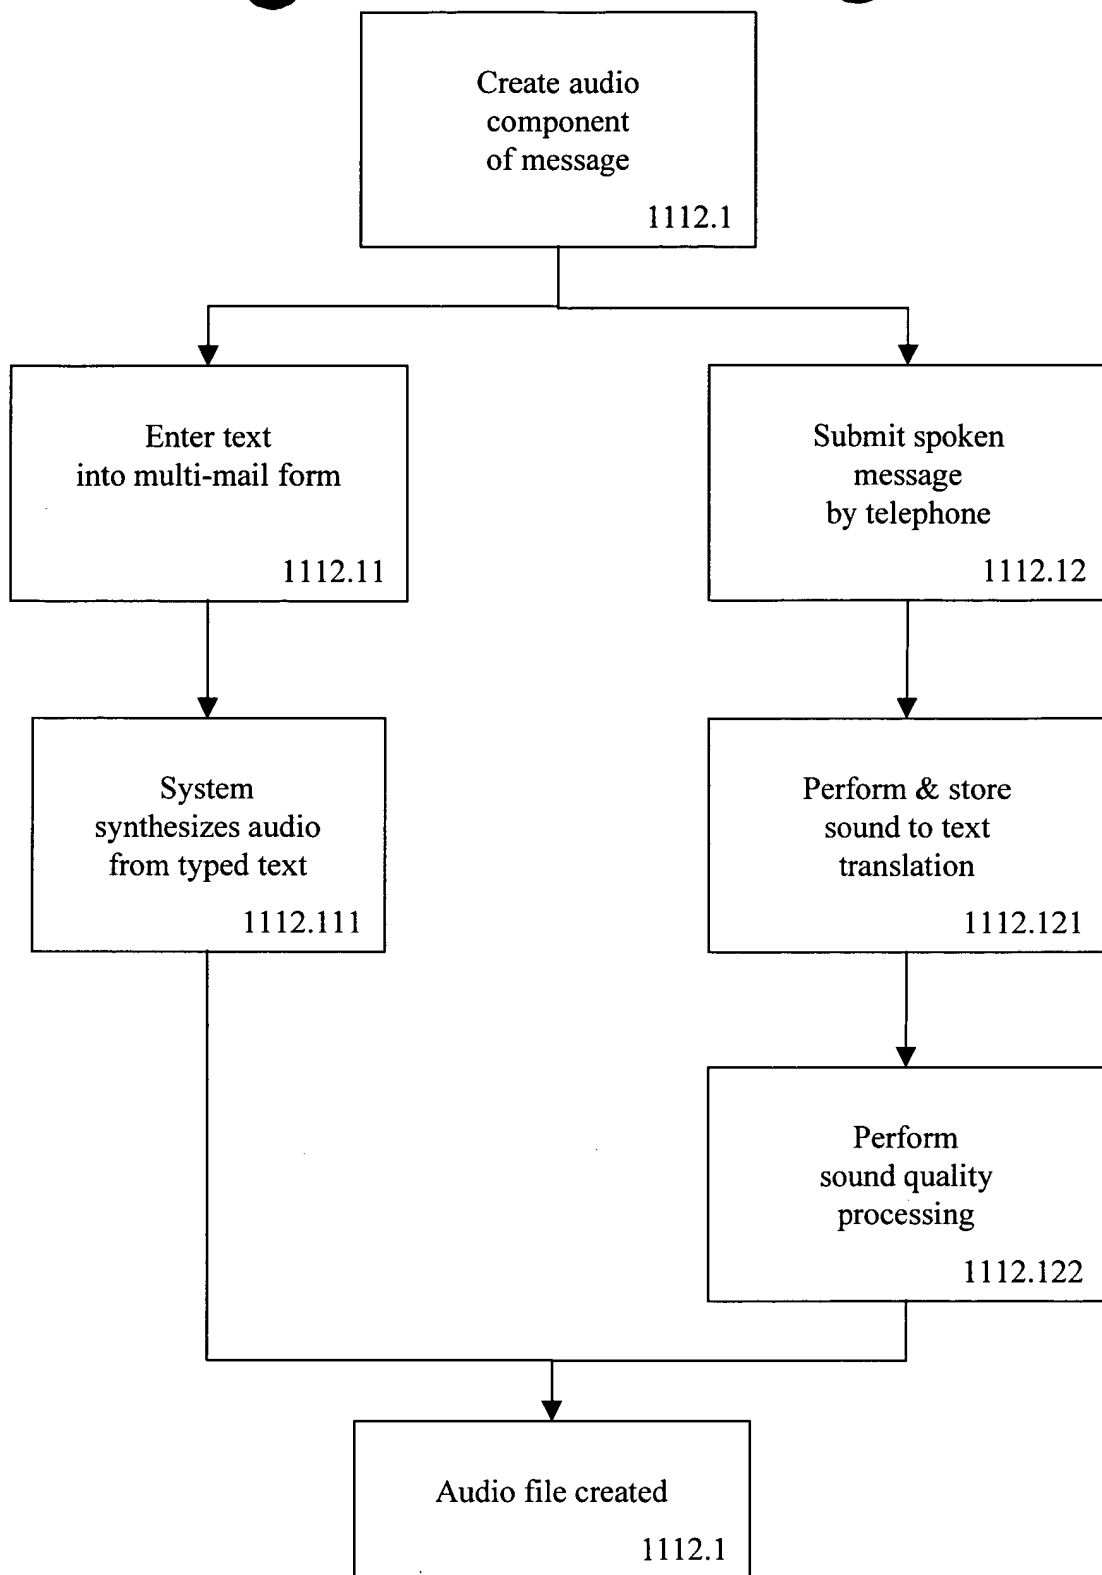 Create audio
component
of message
1112.1
Enter text
into multi-mail form
1112.11
Submit spoken
message
by telephone
1112.12
System
synthesizes audio
from typed text
1112.111
Perform & store
sound to text
translation
1112.121
Perform
sound quality
processing
1112.122
Audio file created
1112.1